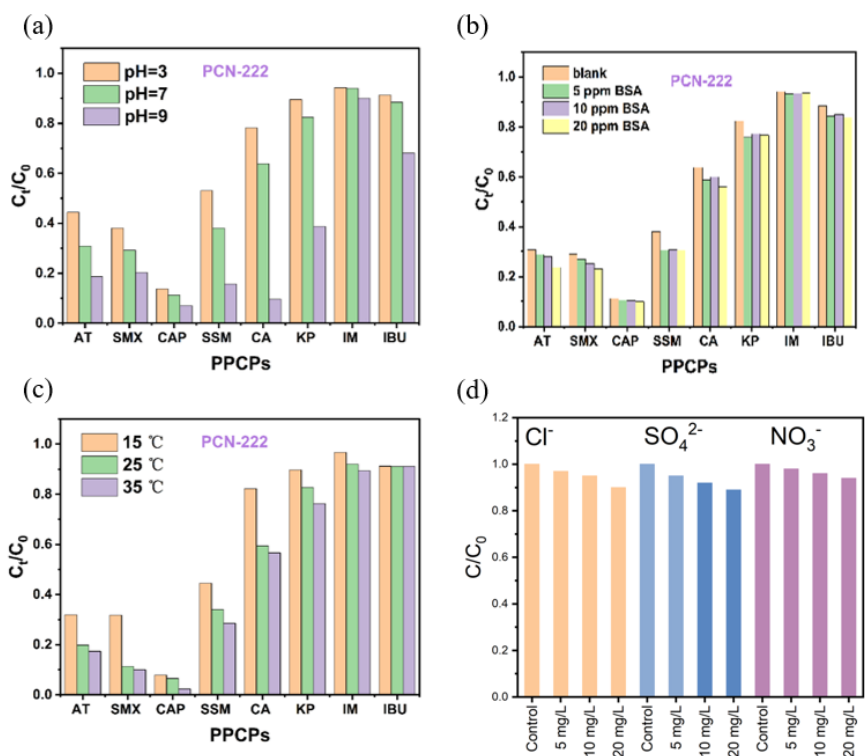 (a)
PCN-222
pH=3
pH=7
pH=9
Cₜ/C₀
1.0
0.8
0.6
0.4
0.2
0.0
AT SMX CAP SSM CA KP IM IBU
PPCPs
(b)
PCN-222
blank
5 ppm BSA
10 ppm BSA
20 ppm BSA
Cₜ/C₀
1.0
0.8
0.6
0.4
0.2
0.0
AT SMX CAP SSM CA KP IM IBU
PPCPs
(c)
PCN-222
15 ℃
25 ℃
35 ℃
Cₜ/C₀
1.0
0.8
0.6
0.4
0.2
0.0
AT SMX CAP SSM CA KP IM IBU
PPCPs
(d)
Cl⁻ SO₄²⁻ NO₃⁻
C/C₀
1.2
1.0
0.8
0.6
0.4
0.2
0.0
Control 5 mg/L 10 mg/L 20 mg/L Control 5 mg/L 10 mg/L 20 mg/L Control 5 mg/L 10 mg/L 20 mg/L